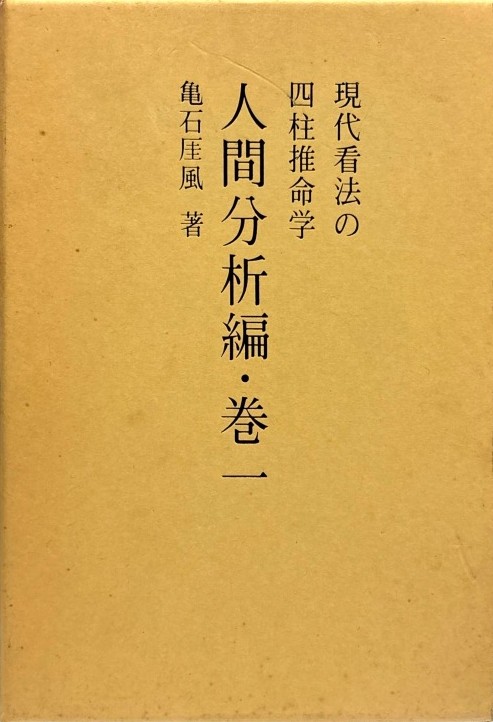 現代看法の
四柱推命学
人間分析編・巻一
亀石厓風 著